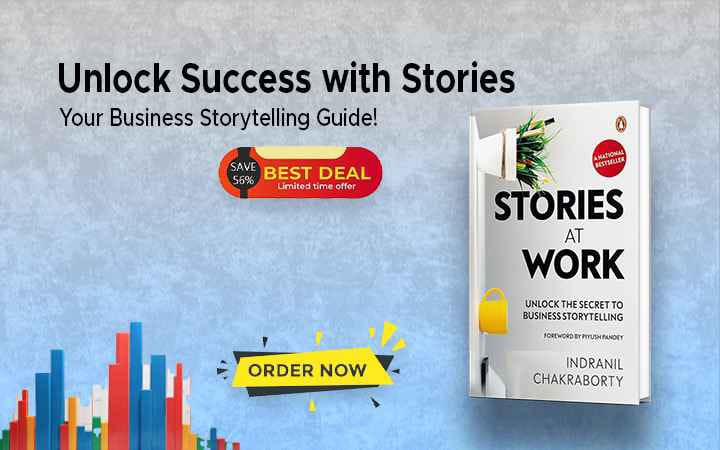 Unlock Success with Stories
Your Business Storytelling Guide!
SAVE
56%
BEST DEAL
Limited time offer
A NATIONAL
BESTSELLER
STORIES
AT
WORK
UNLOCK THE SECRET TO
BUSINESS STORYTELLING
FOREWORD BY PIYUSH PANDEY
INDRANIL
CHAKRABORTY
ORDER NOW